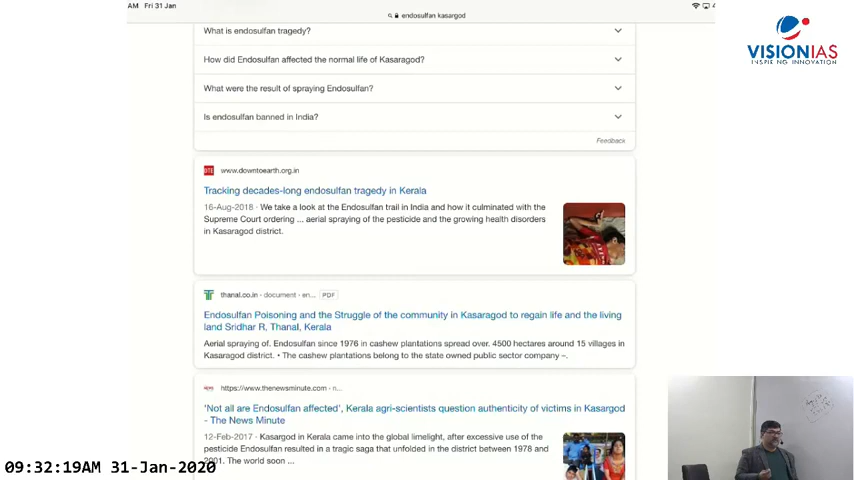 AM Fri 31 Jan
endosulfan kasargod
VISIONIAS
INSPIRING INNOVATION
What is endosulfan tragedy?
How did Endosulfan affected the normal life of Kasaragod?
What were the result of spraying Endosulfan?
Is endosulfan banned in India?
Feedback
DTE www.downtoearth.org.in
Tracking decades-long endosulfan tragedy in Kerala
16-Aug-2018 · We take a look at the Endosulfan trail in India and how it culminated with the
Supreme Court ordering ... aerial spraying of the pesticide and the growing health disorders
in Kasaragod district.
thanal.co.in › document › en... PDF
Endosulfan Poisoning and the Struggle of the community in Kasaragod to regain life and the living
land Sridhar R, Thanal, Kerala
Aerial spraying of. Endosulfan since 1976 in cashew plantations spread over. 4500 hectares around 15 villages in
Kasaragod district. • The cashew plantations belong to the state owned public sector company –.
https://www.thenewsminute.com › n...
'Not all are Endosulfan affected', Kerala agri-scientists question authenticity of victims in Kasargod
- The News Minute
12-Feb-2017 · Kasargod in Kerala came into the global limelight, after excessive use of the
pesticide Endosulfan resulted in a tragic saga that unfolded in the district between 1978 and
2001. The world soon ...
09:32:19AM 31-Jan-2020